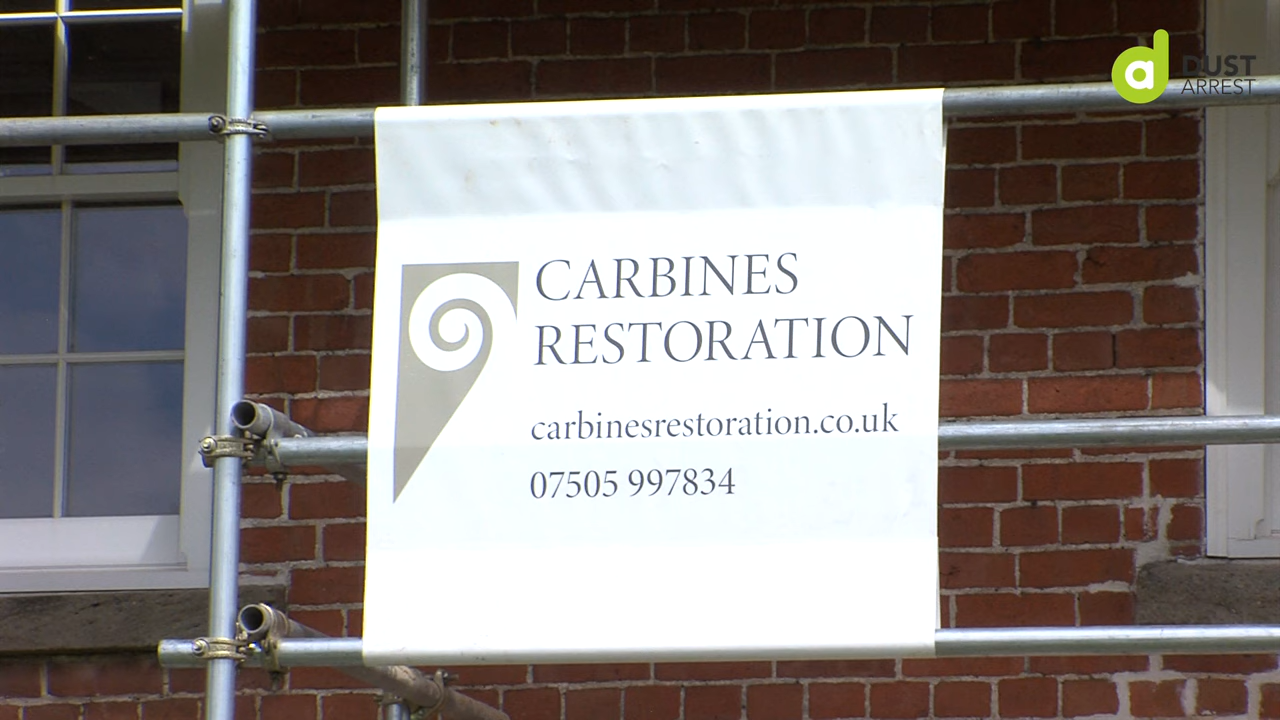 DUST
ARREST
CARBINES
RESTORATION
carbinesrestoration.co.uk
07505 997834